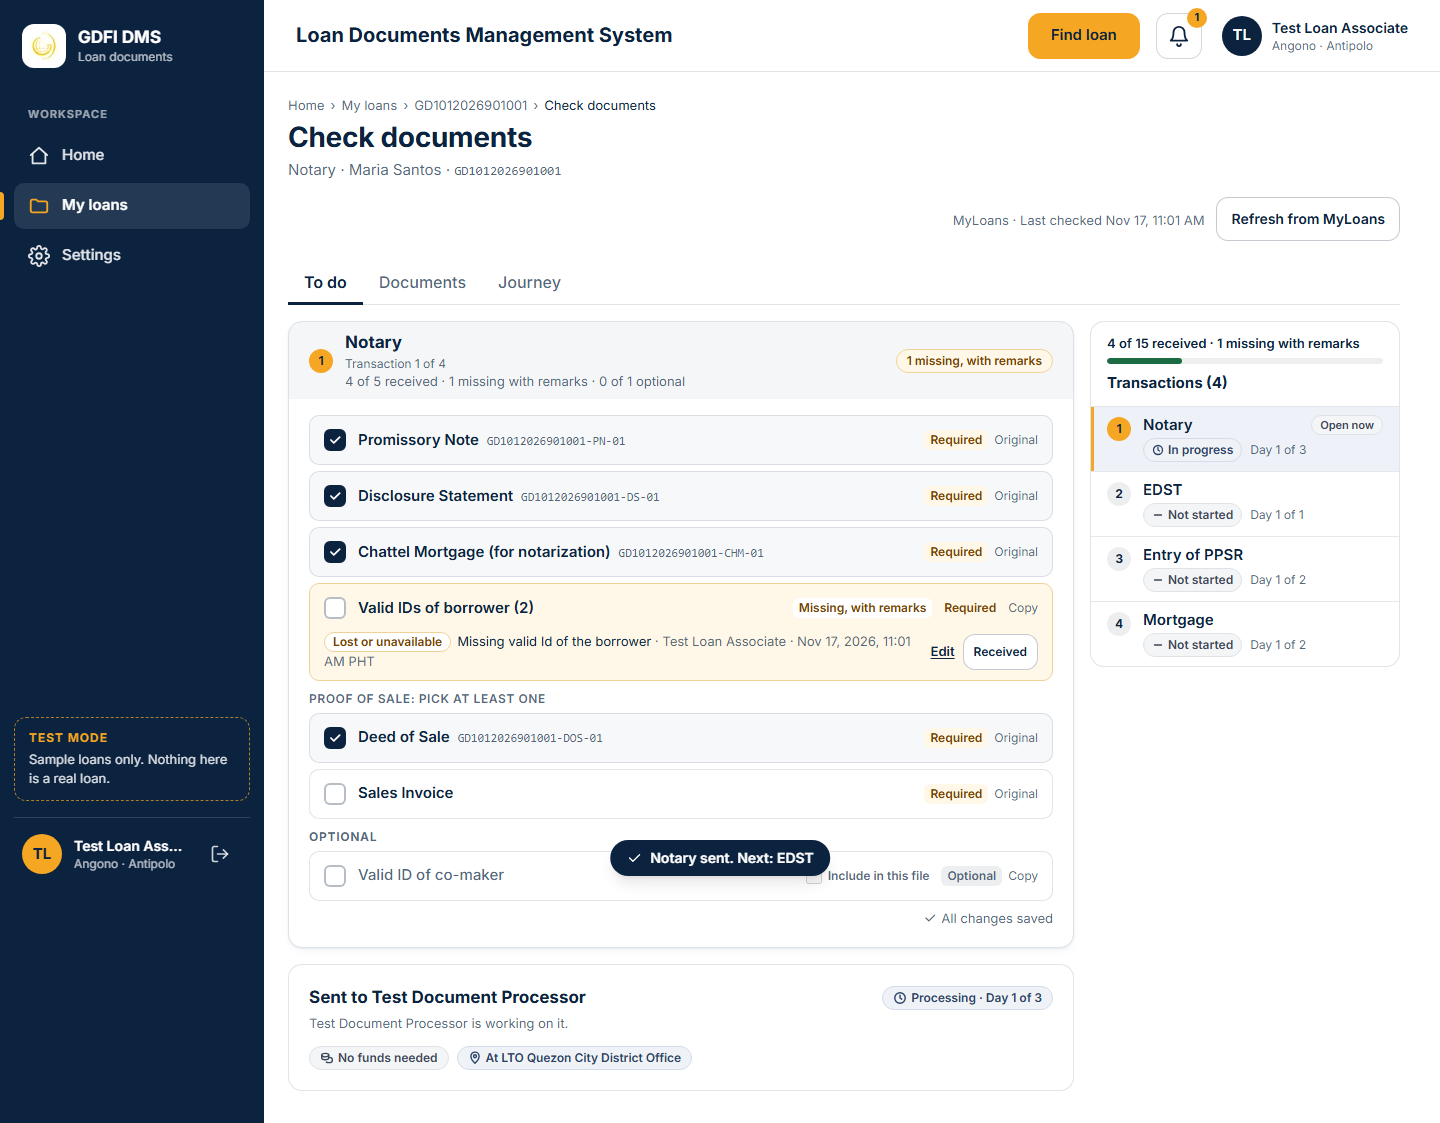 GDFI DMS
Loan documents
WORKSPACE
Home
My loans
Settings
TEST MODE
Sample loans only. Nothing here
is a real loan.
TL
Test Loan Ass...
Angono · Antipolo
Loan Documents Management System
Find loan
1
TL
Test Loan Associate
Angono · Antipolo
Home › My loans › GD1012026901001 › Check documents
Check documents
Notary · Maria Santos · GD1012026901001
MyLoans · Last checked Nov 17, 11:01 AM
Refresh from MyLoans
To do
Documents
Journey
1
Notary
Transaction 1 of 4
4 of 5 received · 1 missing with remarks · 0 of 1 optional
1 missing, with remarks
Promissory Note GD1012026901001-PN-01 Required Original
Disclosure Statement GD1012026901001-DS-01 Required Original
Chattel Mortgage (for notarization) GD1012026901001-CHM-01 Required Original
Valid IDs of borrower (2) Missing, with remarks Required Copy
Lost or unavailable Missing valid Id of the borrower · Test Loan Associate · Nov 17, 2026, 11:01
AM PHT
Edit
Received
PROOF OF SALE: PICK AT LEAST ONE
Deed of Sale GD1012026901001-DOS-01 Required Original
Sales Invoice Required Original
OPTIONAL
Notary sent. Next: EDST
Valid ID of co-maker Include in this file Optional Copy
All changes saved
Sent to Test Document Processor
Processing · Day 1 of 3
Test Document Processor is working on it.
No funds needed
At LTO Quezon City District Office
4 of 15 received · 1 missing with remarks
Transactions (4)
1 Notary Open now
In progress Day 1 of 3
2 EDST
Not started Day 1 of 1
3 Entry of PPSR
Not started Day 1 of 2
4 Mortgage
Not started Day 1 of 2